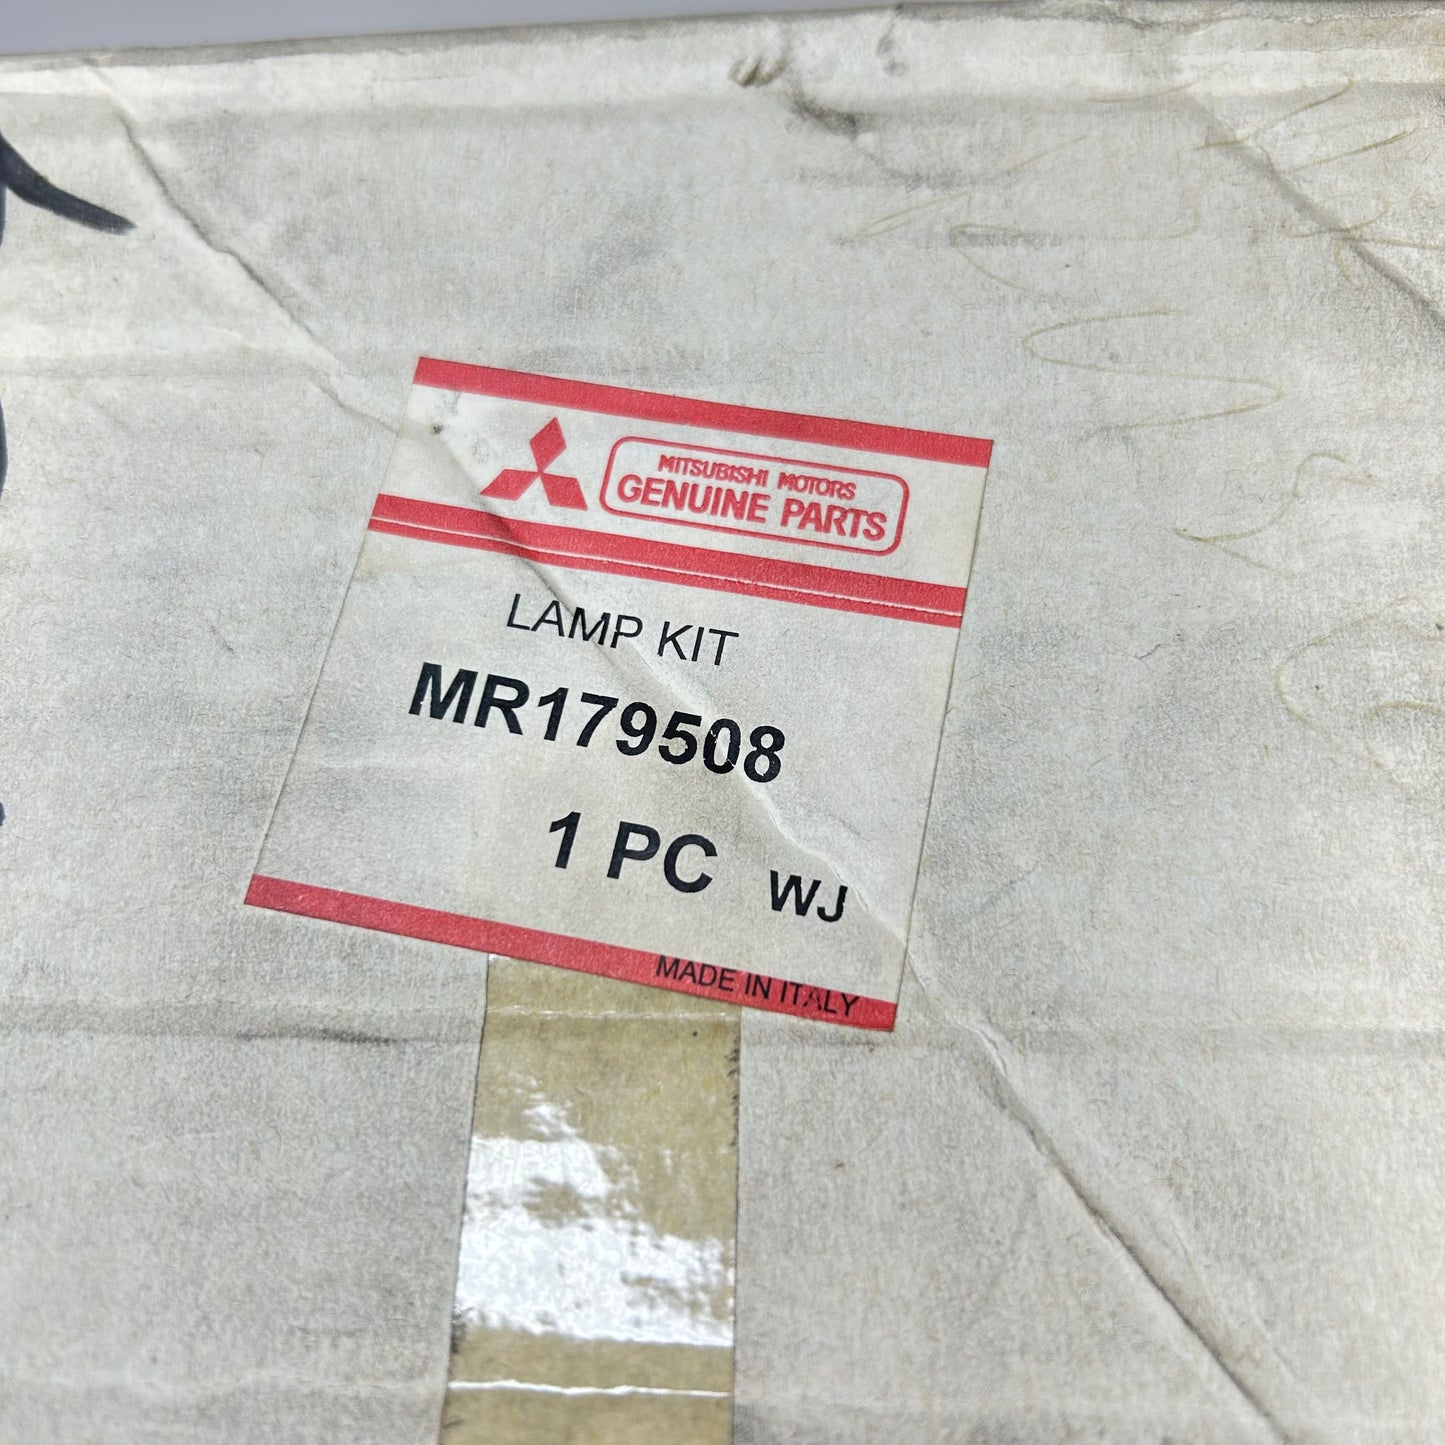 MITSUBISHI MOTORS
GENUINE PARTS
LAMP KIT
MR179508
1 PC WJ
MADE IN ITALY